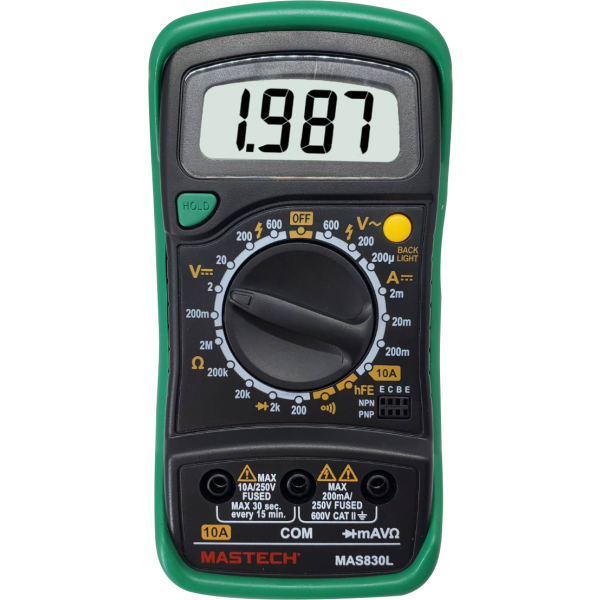 1.987
HOLD
OFF
600
600
200
V~
200
BACK
LIGHT
20
200µ
V⎓
A⎓
2
2m
200m
20m
2M
200m
Ω
200k
10A
20k
2k
200
hFE
E C B E
NPN
PNP
MAX
10A/250V
FUSED
MAX 30 sec.
every 15 min.
MAX
200mA/
250V FUSED
600V CAT II
10A
COM
mAVΩ
MASTECH®
MAS830L